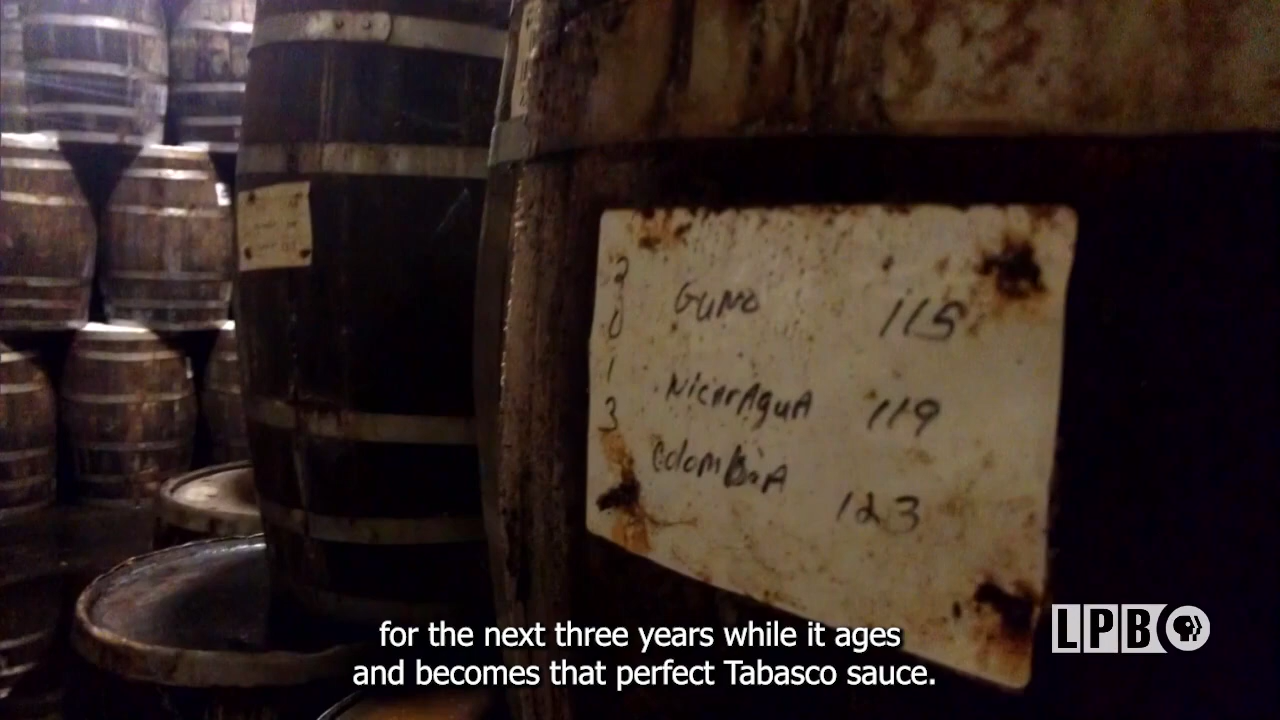 2
0
1
3
GUMO 115
NicarAguA 119
ColomBiA 123
for the next three years while it ages
and becomes that perfect Tabasco sauce.
LPB